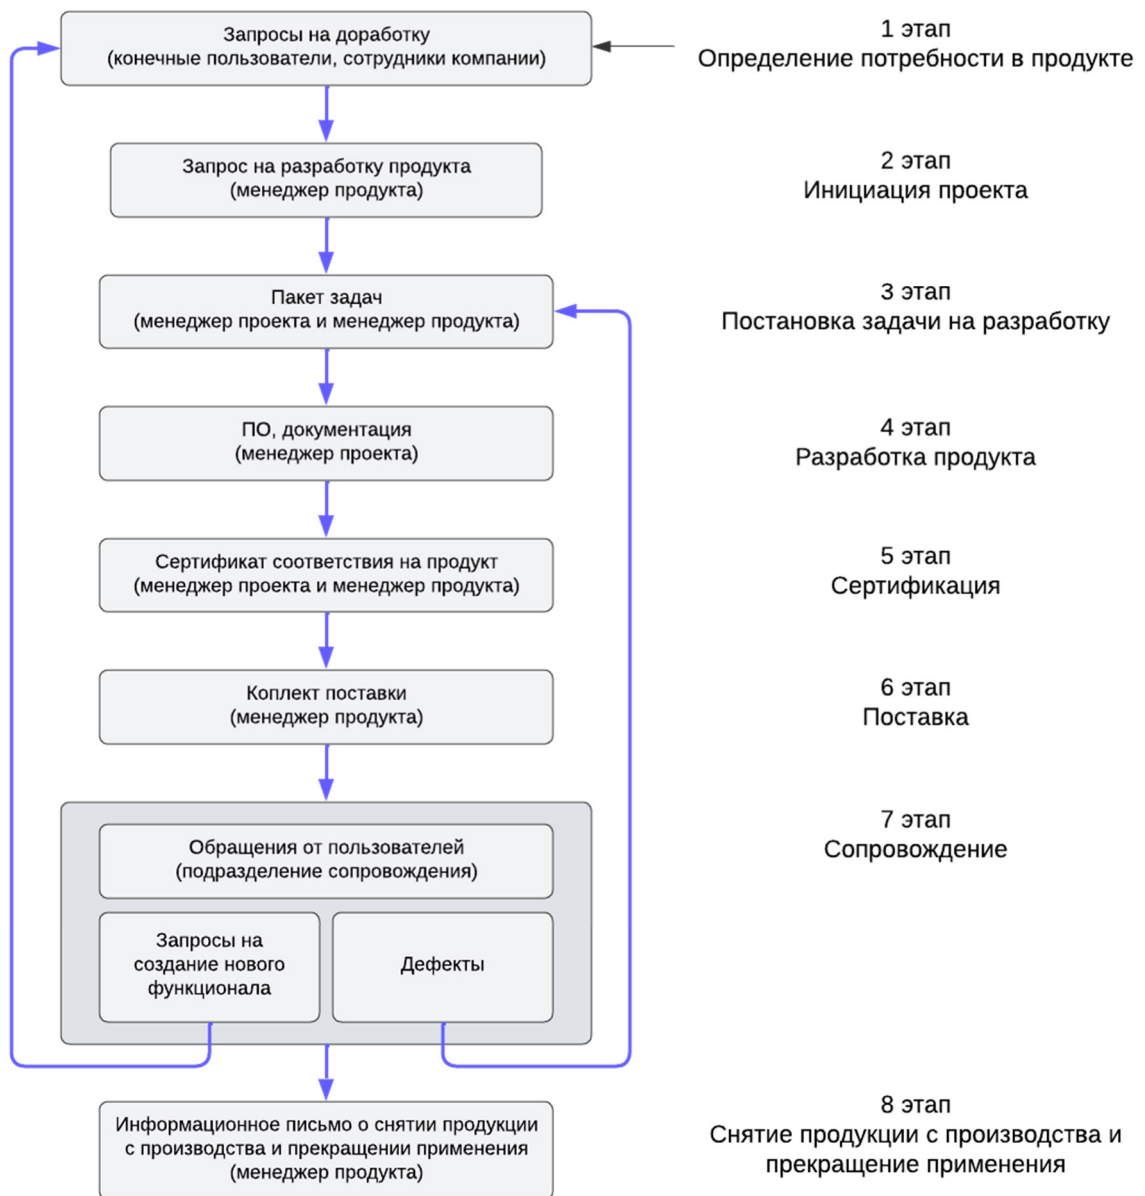 Запросы на доработку
(конечные пользователи, сотрудники компании)
1 этап
Определение потребности в продукте
Запрос на разработку продукта
(менеджер продукта)
2 этап
Инициация проекта
Пакет задач
(менеджер проекта и менеджер продукта)
3 этап
Постановка задачи на разработку
ПО, документация
(менеджер проекта)
4 этап
Разработка продукта
Сертификат соответствия на продукт
(менеджер проекта и менеджер продукта)
5 этап
Сертификация
Коплект поставки
(менеджер продукта)
6 этап
Поставка
7 этап
Сопровождение
Обращения от пользователей
(подразделение сопровождения)
Запросы на
создание нового
функционала
Дефекты
Информационное письмо о снятии продукции
с производства и прекращении применения
(менеджер продукта)
8 этап
Снятие продукции с производства и
прекращение применения